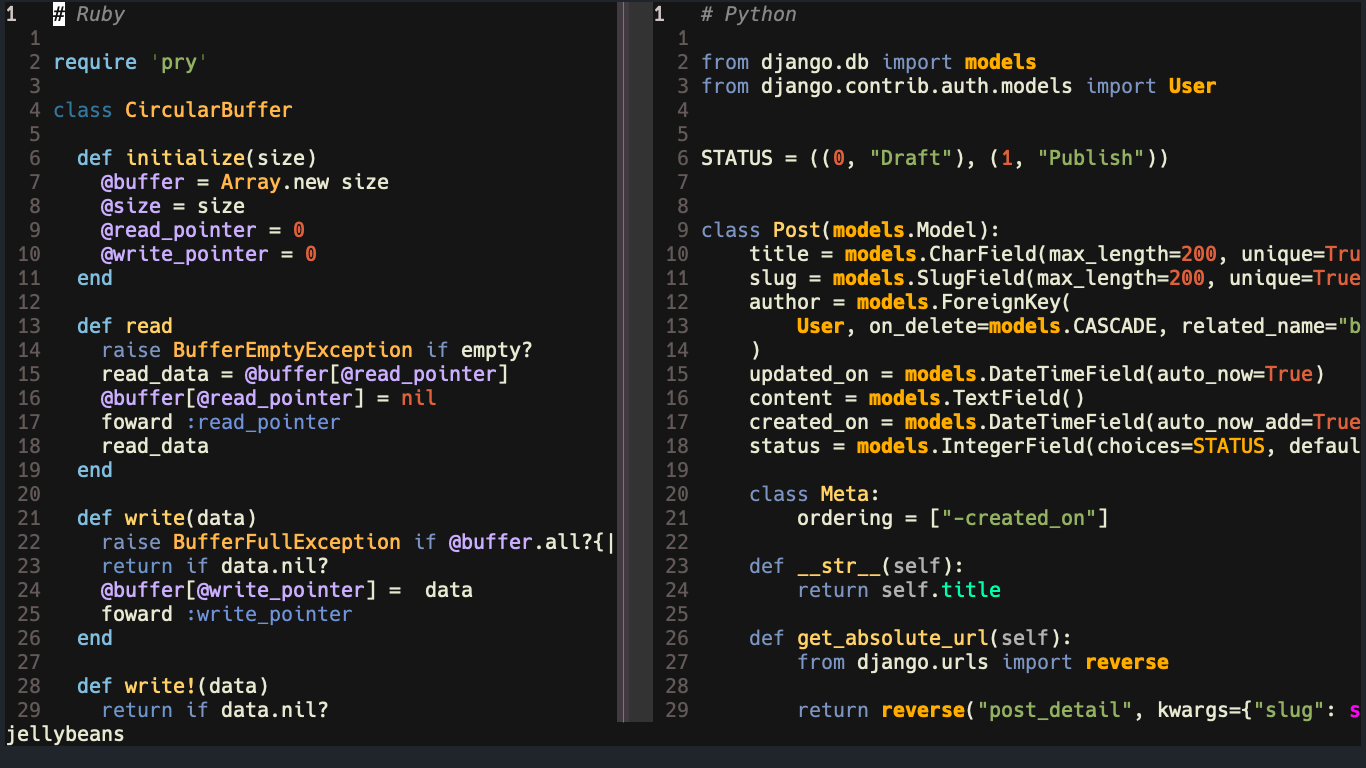 1 # Ruby
1
2 require 'pry'
3
4 class CircularBuffer
5
6 def initialize(size)
7 @buffer = Array.new size
8 @size = size
9 @read_pointer = 0
10 @write_pointer = 0
11 end
12
13 def read
14 raise BufferEmptyException if empty?
15 read_data = @buffer[@read_pointer]
16 @buffer[@read_pointer] = nil
17 foward :read_pointer
18 read_data
19 end
20
21 def write(data)
22 raise BufferFullException if @buffer.all?{|
23 return if data.nil?
24 @buffer[@write_pointer] =  data
25 foward :write_pointer
26 end
27
28 def write!(data)
29 return if data.nil?
1 # Python
1
2 from django.db import models
3 from django.contrib.auth.models import User
4
5
6 STATUS = ((0, "Draft"), (1, "Publish"))
7
8
9 class Post(models.Model):
10 title = models.CharField(max_length=200, unique=Tru
11 slug = models.SlugField(max_length=200, unique=True
12 author = models.ForeignKey(
13 User, on_delete=models.CASCADE, related_name="b
14 )
15 updated_on = models.DateTimeField(auto_now=True)
16 content = models.TextField()
17 created_on = models.DateTimeField(auto_now_add=True
18 status = models.IntegerField(choices=STATUS, defaul
19
20 class Meta:
21 ordering = ["-created_on"]
22
23 def __str__(self):
24 return self.title
25
26 def get_absolute_url(self):
27 from django.urls import reverse
28
29 return reverse("post_detail", kwargs={"slug": s
jellybeans